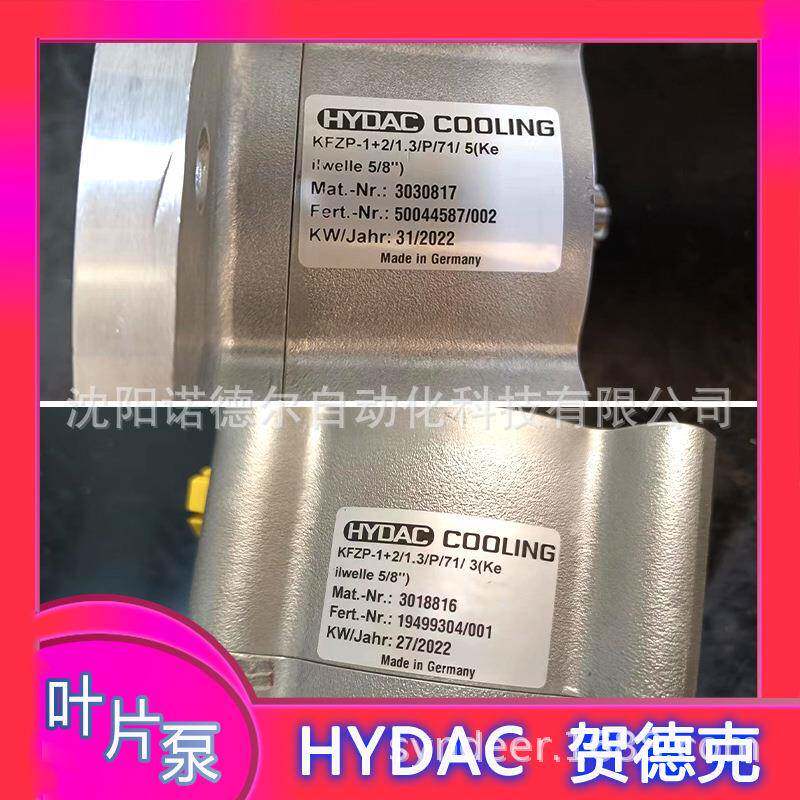 HYDAC COOLING
KFZP-1+2/1.3/P/71/ 5(Ke
ilwelle 5/8")
Mat.-Nr.: 3030817
Fert.-Nr.: 50044587/002
KW/Jahr: 31/2022
Made in Germany
沈阳诺德尔自动化科技有限公司
HYDAC COOLING
KFZP-1+2/1.3/P/71/ 3(Ke
ilwelle 5/8")
Mat.-Nr.: 3018816
Fert.-Nr.: 19499304/001
KW/Jahr: 27/2022
Made in Germany
叶片泵
HYDAC 贺德克
syndeer.1688.com